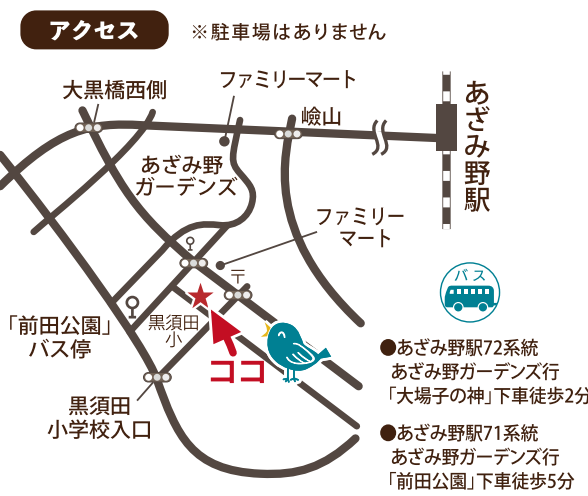 アクセス
※駐車場はありません
ファミリーマート
大黒橋西側
嶮山
あざみ野駅
あざみ野
ガーデンズ
ファミリー
マート
〒
バス
「前田公園」
バス停
黒須田
小
ココ
黒須田
小学校入口
●あざみ野駅72系統
あざみ野ガーデンズ行
「大場子の神」下車徒歩2分
●あざみ野駅71系統
あざみ野ガーデンズ行
「前田公園」下車徒歩5分